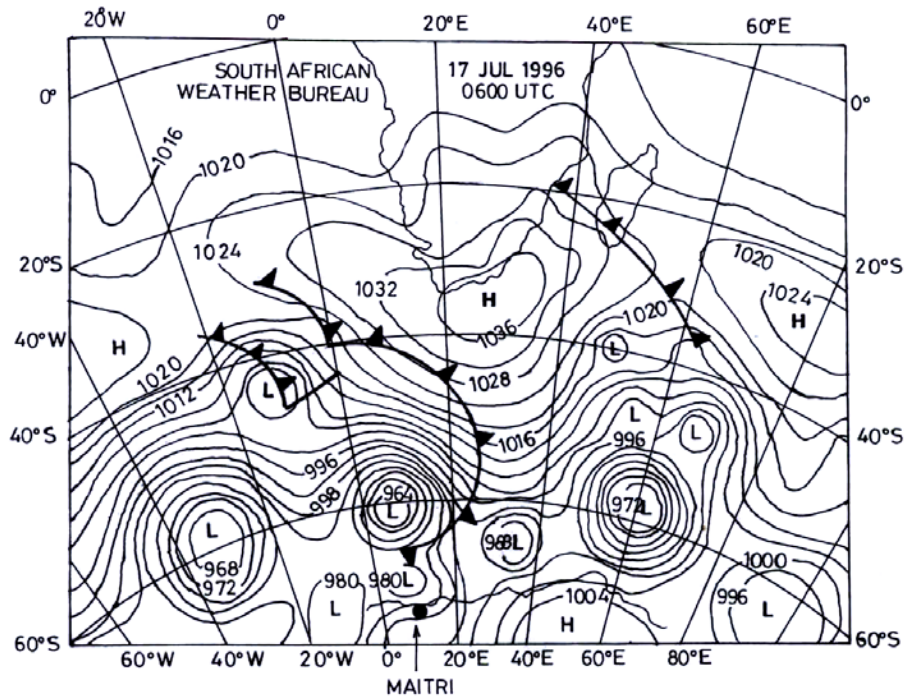 20°W 0° 20°E 40°E 60°E
SOUTH AFRICAN
WEATHER BUREAU
17 JUL 1996
0600 UTC
0° 0°
1016
1020
1024
1032
H
1036
1020
1024
H
20°S 20°S
40°W
H
1020
1012
L
1020
L
1028
1016
L
996
L
40°S 40°S
996
998
964
L
972 L
L
968
972
L
980
980L
L
1004
H
1000
996
L
60°S 60°S
60°W 40°W 20°W 0° 20°E 40°E 60°E 80°E
MAITRI